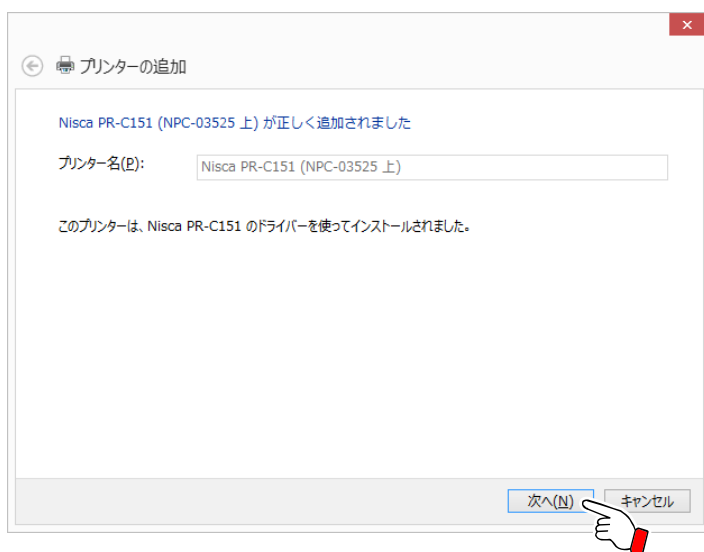 プリンターの追加
Nisca PR-C151 (NPC-03525 上) が正しく追加されました
プリンター名(P): Nisca PR-C151 (NPC-03525 上)
このプリンターは、Nisca PR-C151 のドライバーを使ってインストールされました。
次へ(N) キャンセル